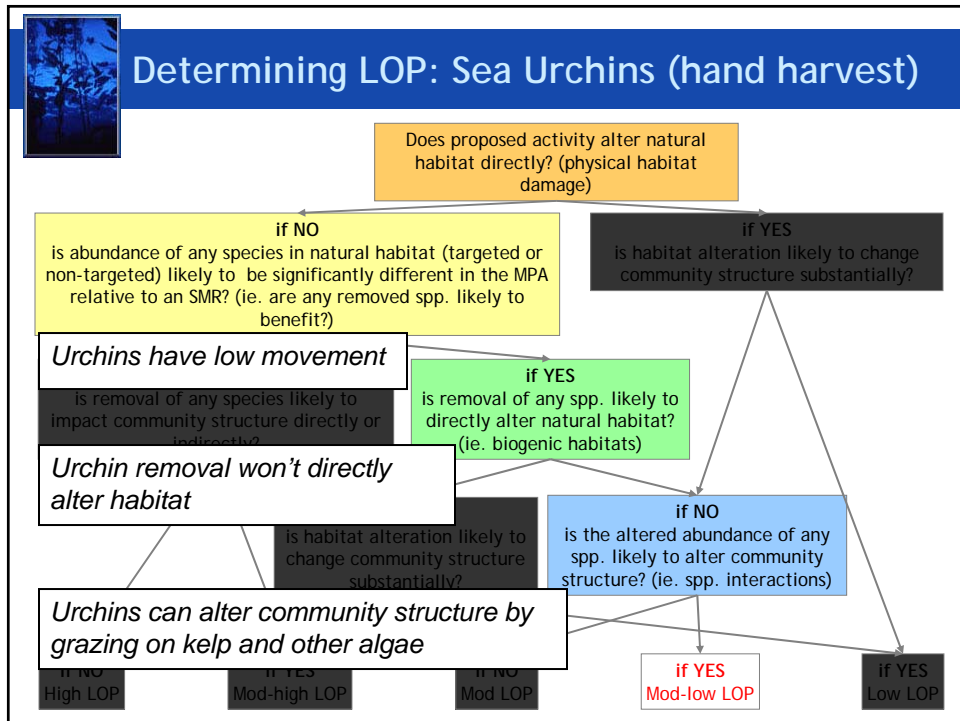 Determining LOP: Sea Urchins (hand harvest)
Does proposed activity alter natural
habitat directly? (physical habitat
damage)
if NO
is abundance of any species in natural habitat (targeted or
non-targeted) likely to be significantly different in the MPA
relative to an SMR? (ie. are any removed spp. likely to
benefit?)
if YES
is habitat alteration likely to change
community structure substantially?
Urchins have low movement
is removal of any species likely to
impact community structure directly or
indirectly?
if YES
is removal of any spp. likely to
directly alter natural habitat?
(ie. biogenic habitats)
Urchin removal won’t directly
alter habitat
is habitat alteration likely to
change community structure
substantially?
if NO
is the altered abundance of any
spp. likely to alter community
structure? (ie. spp. interactions)
Urchins can alter community structure by
grazing on kelp and other algae
if NO
High LOP
if YES
Mod-high LOP
if NO
Mod LOP
if YES
Mod-low LOP
if YES
Low LOP